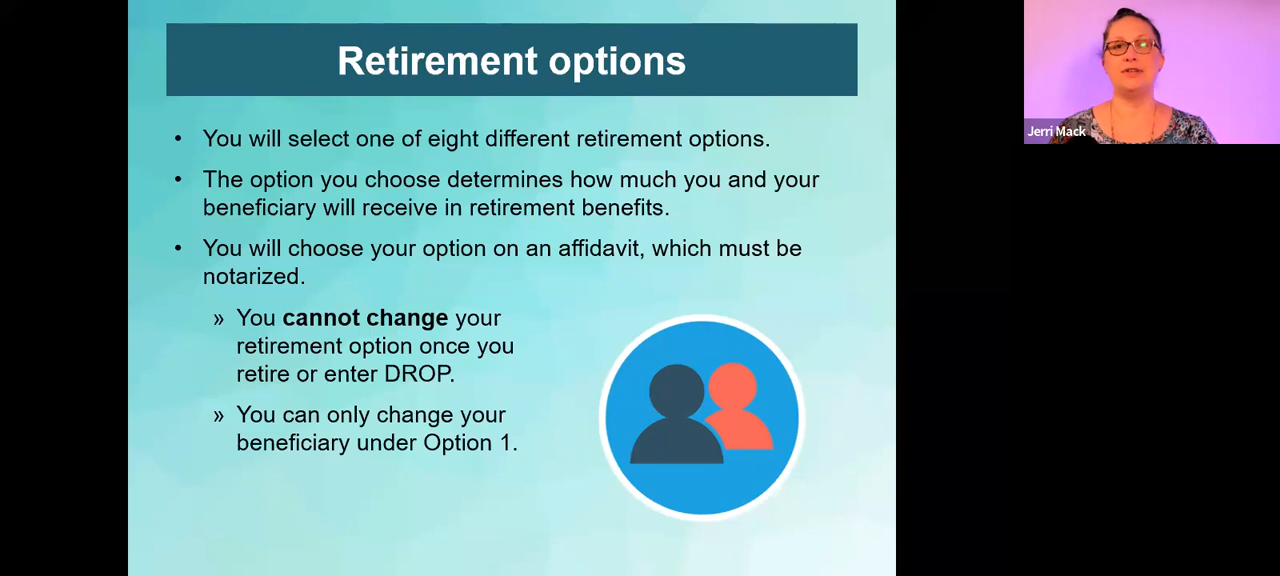 Retirement options
• You will select one of eight different retirement options.
• The option you choose determines how much you and your
beneficiary will receive in retirement benefits.
• You will choose your option on an affidavit, which must be
notarized.
» You cannot change your
retirement option once you
retire or enter DROP.
» You can only change your
beneficiary under Option 1.
Jerri Mack